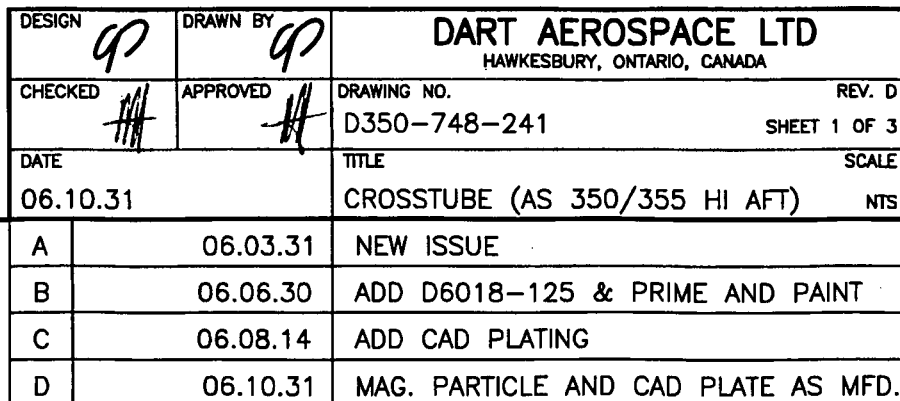 DESIGN
DRAWN BY
DART AEROSPACE LTD
HAWKESBURY, ONTARIO, CANADA
CHECKED
APPROVED
DRAWING NO.
REV. D
D350-748-241
SHEET 1 OF 3
DATE
TITLE
SCALE
06.10.31
CROSSTUBE (AS 350/355 HI AFT)
NTS
A 06.03.31 NEW ISSUE
B 06.06.30 ADD D6018-125 & PRIME AND PAINT
C 06.08.14 ADD CAD PLATING
D 06.10.31 MAG. PARTICLE AND CAD PLATE AS MFD.